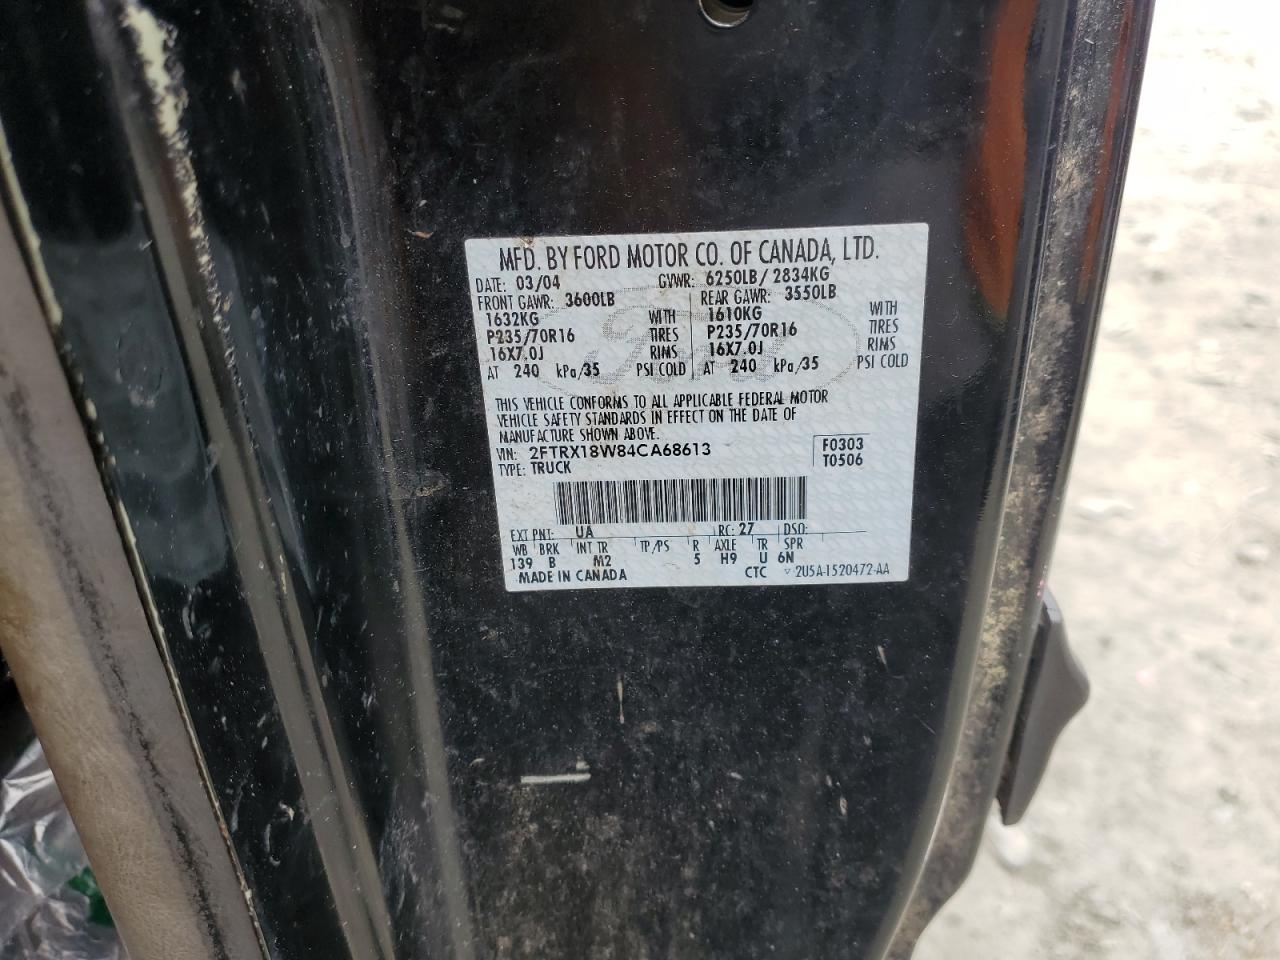 MFD. BY FORD MOTOR CO. OF CANADA, LTD.
DATE: 03/04 GVWR: 6250LB/ 2834KG
FRONT GAWR: 3600LB REAR GAWR: 3550LB
1632KG WITH 1610KG WITH
P235/70R16 TIRES P235/70R16 TIRES
16X7.0J RIMS 16X7.0J RIMS
AT 240 kPa/35 PSI COLD AT 240 kPa/35 PSI COLD
THIS VEHICLE CONFORMS TO ALL APPLICABLE FEDERAL MOTOR
VEHICLE SAFETY STANDARDS IN EFFECT ON THE DATE OF
MANUFACTURE SHOWN ABOVE.
VIN: 2FTRX18W84CA68613 F0303
TYPE: TRUCK T0506
EXT PNT: UA RC: 27 DSO:
WB BRK INT TR TP/PS R AXLE TR SPR
139 B M2 5 H9 U 6N
MADE IN CANADA CTC ▽ 2U5A-1520472-AA
Ford